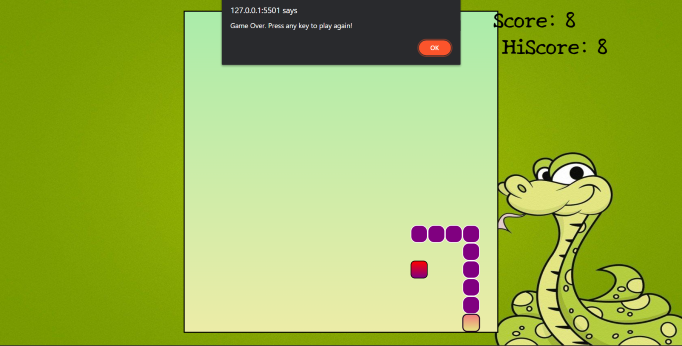 127.0.0.1:5501 says
Game Over. Press any key to play again!
OK
Score: 8
HiScore: 8